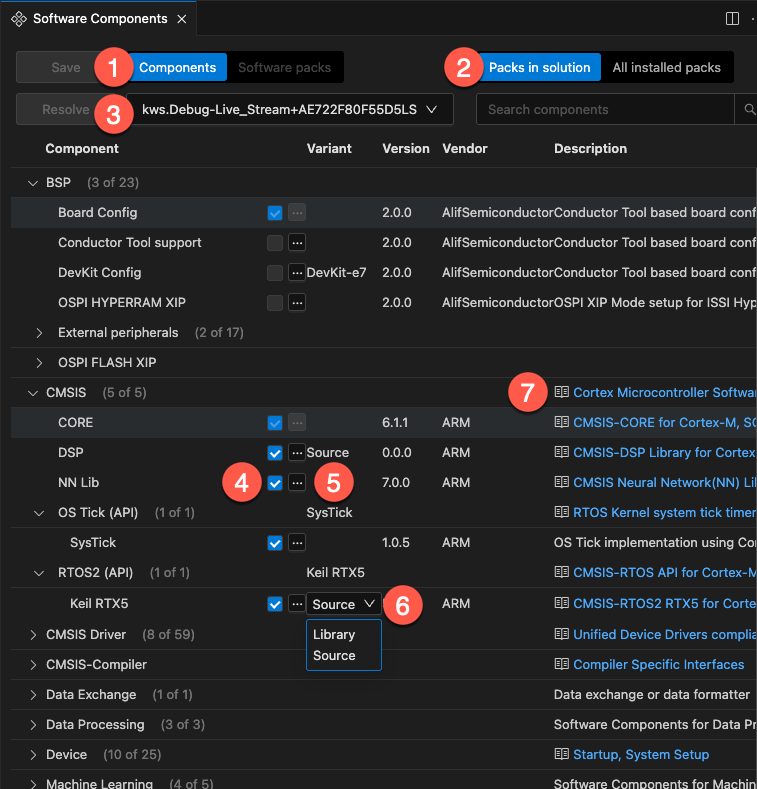 Software Components
Save 1 Components Software packs 2 Packs in solution All installed packs
Resolve 3 kws.Debug-Live_Stream+AE722F80F55D5LS Search components
Component Variant Version Vendor Description
BSP (3 of 23)
Board Config ... 2.0.0 AlifSemiconductor Conductor Tool based board conf
Conductor Tool support ... 2.0.0 AlifSemiconductor Conductor Tool based board conf
DevKit Config ... DevKit-e7 2.0.0 AlifSemiconductor Conductor Tool based board conf
OSPI HYPERRAM XIP ... 2.0.0 AlifSemiconductor OSPI XIP Mode setup for ISSI Hyp
External peripherals (2 of 17)
OSPI FLASH XIP
CMSIS (5 of 5) 7 Cortex Microcontroller Softwa
CORE ... 6.1.1 ARM CMSIS-CORE for Cortex-M, SC
DSP ... Source 0.0.0 ARM CMSIS-DSP Library for Cortex
NN Lib 4 ... 5 7.0.0 ARM CMSIS Neural Network(NN) Li
OS Tick (API) (1 of 1) SysTick RTOS Kernel system tick timer
SysTick ... 1.0.5 ARM OS Tick implementation using Co
RTOS2 (API) (1 of 1) Keil RTX5 CMSIS-RTOS API for Cortex-M
Keil RTX5 ... Source 6 ARM CMSIS-RTOS2 RTX5 for Corte
Library
Source
CMSIS Driver (8 of 59) Unified Device Drivers complia
CMSIS-Compiler Compiler Specific Interfaces
Data Exchange (1 of 1) Data exchange or data formatter
Data Processing (3 of 3) Software Components for Data Pr
Device (10 of 25) Startup, System Setup
Machine Learning (4 of 5) Software Components for Machin